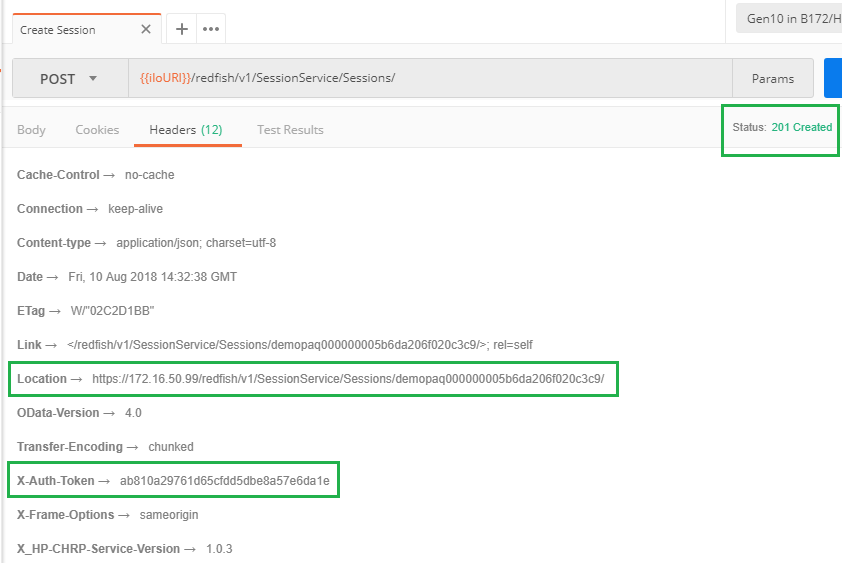 Create Session × + ••• Gen10 in B172/H
POST {{iloURI}}/redfish/v1/SessionService/Sessions/ Params
Body Cookies Headers (12) Test Results Status: 201 Created
Cache-Control → no-cache
Connection → keep-alive
Content-type → application/json; charset=utf-8
Date → Fri, 10 Aug 2018 14:32:38 GMT
ETag → W/"02C2D1BB"
Link → </redfish/v1/SessionService/Sessions/demopaq000000005b6da206f020c3c9/>; rel=self
Location → https://172.16.50.99/redfish/v1/SessionService/Sessions/demopaq000000005b6da206f020c3c9/
OData-Version → 4.0
Transfer-Encoding → chunked
X-Auth-Token → ab810a29761d65cfdd5dbe8a57e6da1e
X-Frame-Options → sameorigin
X_HP-CHRP-Service-Version → 1.0.3